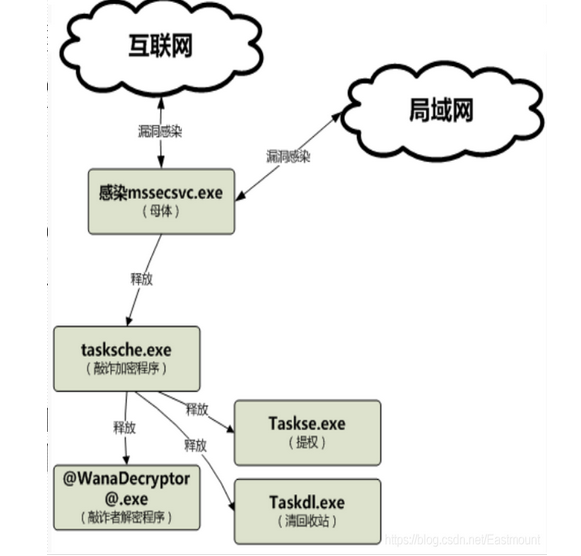 互联网
局域网
漏洞感染
漏洞感染
感染mssecsvc.exe
（母体）
释放
tasksche.exe
（敲诈加密程序）
释放
释放
释放
Taskse.exe
（提权）
@WanaDecryptor
@.exe
（敲诈者解密程序）
Taskdl.exe
（清回收站）
https://blog.csdn.net/Eastmount